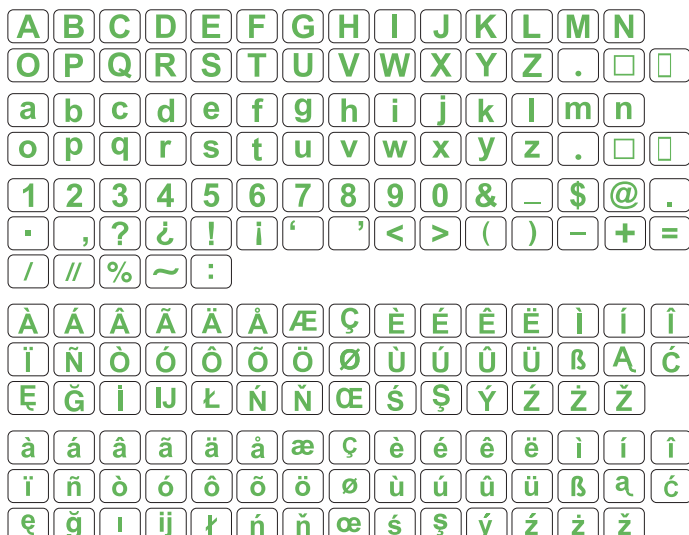 A B C D E F G H I J K L M N
O P Q R S T U V W X Y Z . □ ▯
a b c d e f g h i j k l m n
o p q r s t u v w x y z . □ ▯
1 2 3 4 5 6 7 8 9 0 & _ $ @ .
· , ? ¿ ! ¡ ‘ ’ < > ( ) – + =
/ // % ~ :
À Á Â Ã Ä Å Æ Ç È É Ê Ë Ì Í Î
Ï Ñ Ò Ó Ô Õ Ö Ø Ù Ú Û Ü ß Ą Ć
Ę Ğ İ IJ Ł Ń Ň Œ Ś Ş Ý Ź Ż Ž
à á â ã ä å æ ç è é ê ë ì í î
ï ñ ò ó ô õ ö ø ù ú û ü ß ą ć
ę ğ ı ij ł ń ň œ ś ş ý ź ż ž